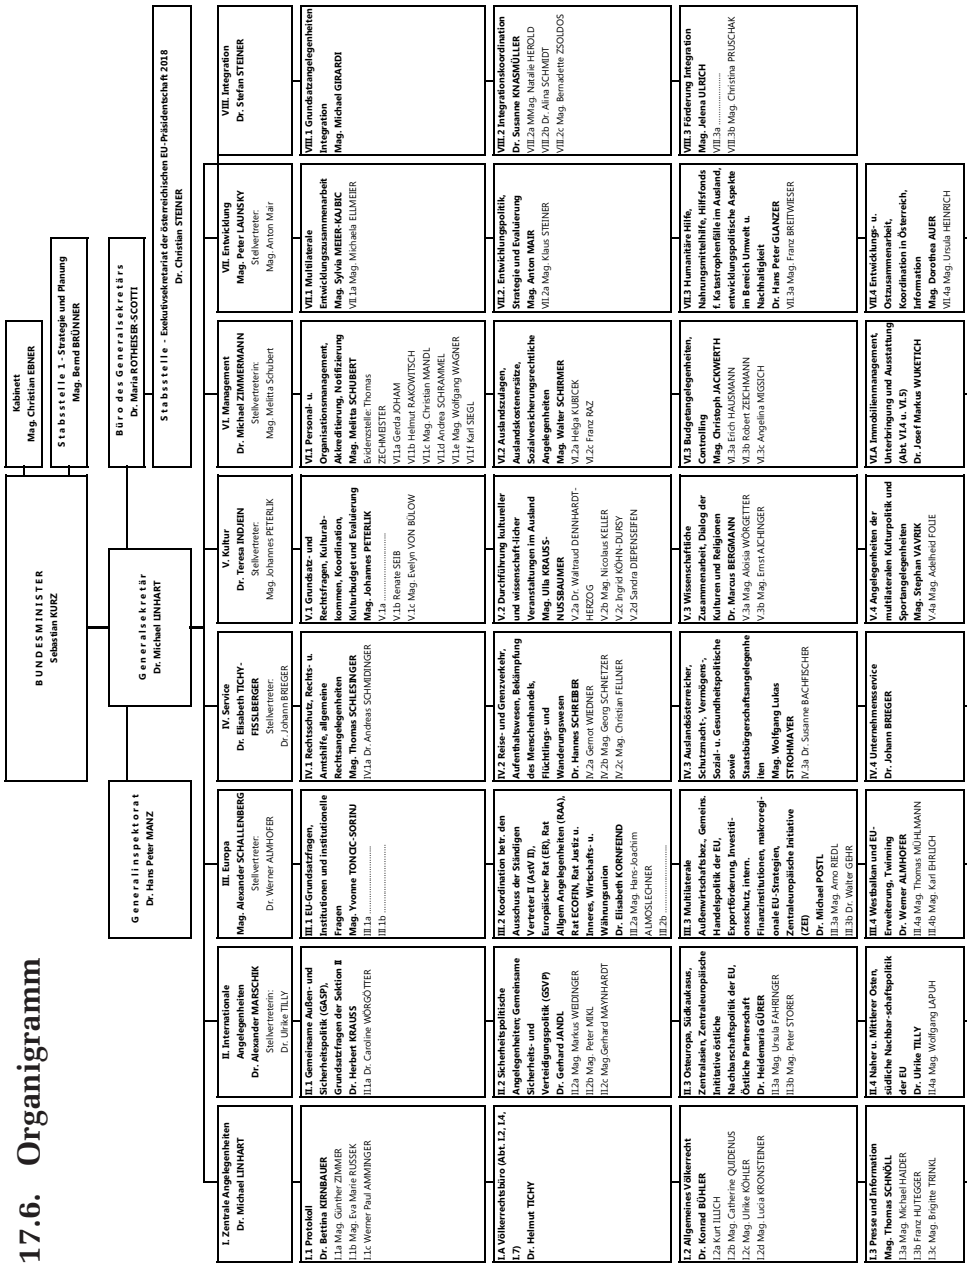 17.6. Organigramm
BUNDESMINISTER
Sebastian KURZ
Kabinett
Mag. Christian EBNER
Stabsstelle 1 - Strategie und Planung
Mag. Bernd BRÜNNER
Generalinspektorat
Dr. Hans Peter MANZ
Generalsekretär
Dr. Michael LINHART
Büro des Generalsekretärs
Dr. Maria ROTHEISER-SCOTTI
Stabsstelle - Exekutivsekretariat der österreichischen EU-Präsidentschaft 2018
Dr. Christian STEINER
I. Zentrale Angelegenheiten
Dr. Michael LINHART
II. Internationale
Angelegenheiten
Dr. Alexander MARSCHIK
Stellvertreterin:
Dr. Ulrike TILLY
III. Europa
Mag. Alexander SCHALLENBERG
Stellvertreter:
Dr. Werner ALMHOFER
IV. Service
Dr. Elisabeth TICHY-
FISSLBERGER
Stellvertreter:
Dr. Johann BRIEGER
V. Kultur
Dr. Teresa INDJEIN
Stellvertreter:
Mag. Johannes PETERLIK
VI. Management
Dr. Michael ZIMMERMANN
Stellvertreterin:
Mag. Melitta Schubert
VII. Entwicklung
Mag. Peter LAUNSKY
Stellvertreter:
Mag. Anton Mair
VIII. Integration
Dr. Stefan STEINER
I.1 Protokoll
Dr. Bettina KIRNBAUER
I.1a Mag. Günther ZIMMER
I.1b Mag. Eva Marie RUSSEK
I.1c Werner Paul AMMINGER
II.1 Gemeinsame Außen- und
Sicherheitspolitik (GASP),
Grundsatzfragen der Sektion II
Dr. Herbert KRAUSS
II.1a Dr. Caroline WÖRGÖTTER
III.1 EU-Grundsatzfragen,
Institutionen und institutionelle
Fragen
Mag. Yvonne TONCIC-SORINJ
III.1a ....................
III.1b ....................
IV.1 Rechtsschutz, Rechts- u.
Amtshilfe, allgemeine
Rechtsangelegenheiten
Mag. Thomas SCHLESINGER
IV.1a Dr. Andreas SCHMIDINGER
V.1 Grundsatz- und
Rechtsfragen, Kulturab-
kommen, Koordination,
Kulturbudget und Evaluierung
Mag. Johannes PETERLIK
V.1a ....................
V.1b Renate SEIB
V.1c Mag. Evelyn VON BÜLOW
VI.1 Personal- u.
Organisationsmanagement,
Akkreditierung, Notifizierung
Mag. Melitta SCHUBERT
Evidenzstelle: Thomas
ZECHMEISTER
VI.1a Gerda JOHAM
VI.1b Helmut RAKOWITSCH
VI.1c Mag. Christian MANDL
VI.1d Andrea SCHRAMMEL
VI.1e Mag. Wolfgang WAGNER
VI.1f Karl SIEGL
VII.1 Multilaterale
Entwicklungszusammenarbeit
Mag. Sylvia MEIER-KAJBIC
VII.1a Mag. Michaela ELLMEIER
VIII.1 Grundsatzangelegenheiten
Integration
Mag. Michael GIRARDI
I.A Völkerrechtsbüro (Abt. I.2, I.4,
I.7)
Dr. Helmut TICHY
II.2 Sicherheitspolitische
Angelegenheiten; Gemeinsame
Sicherheits- und
Verteidigungspolitik (GSVP)
Dr. Gerhard JANDL
II.2a Mag. Markus WEIDINGER
II.2b Mag. Peter MIKL
II.2c Mag.Gerhard MAYNHARDT
III.2 Koordination betr. den
Ausschuss der Ständigen
Vertreter II (AstV II),
Europäischer Rat (ER), Rat
Allgem Angelegenheiten (RAA),
Rat ECOFIN, Rat Justiz u.
Inneres, Wirtschafts- u.
Währungsunion
Dr. Elisabeth KORNFEIND
III.2a Mag. Hans-Joachim
ALMOSLECHNER
III.2b ....................
IV.2 Reise- und Grenzverkehr,
Aufenthaltswesen, Bekämpfung
des Menschenhandels,
Flüchtlings- und
Wanderungswesen
Dr. Hannes SCHREIBER
IV.2a Gernot WIEDNER
IV.2b Mag. Georg SCHNETZER
IV.2c Mag. Christian FELLNER
V.2 Durchführung kultureller
und wissenschaft-licher
Veranstaltungen im Ausland
Mag. Ulla KRAUSS-
NUSSBAUMER
V.2a Dr. Waltraud DENNHARDT-
HERZOG
V.2b Mag. Nicolaus KELLER
V.2c Ingrid KÖHN-DURSY
V.2d Sandra DIEPENSEIFEN
VI.2 Auslandszulagen,
Auslandskostenersätze,
Sozialversicherungsrechtliche
Angelegenheiten
Mag. Walter SCHIRMER
VI.2a Helga KUBICEK
VI.2c Franz RAZ
VII.2. Entwicklungspolitik,
Strategie und Evaluierung
Mag. Anton MAIR
VII.2a Mag. Klaus STEINER
VIII.2 Integrationskoordination
Dr. Susanne KNASMÜLLER
VIII.2a MMag. Natalie HEROLD
VIII.2b Dr. Alina SCHMIDT
VIII.2c Mag. Bernadette ZSOLDOS
I.2 Allgemeines Völkerrecht
Dr. Konrad BÜHLER
I.2a Kurt ILLICH
I.2b Mag. Catherine QUIDENUS
I.2c Mag. Ulrike KÖHLER
I.2d Mag. Lucia KRONSTEINER
II.3 Osteuropa, Südkaukasus,
Zentralasien, Zentraleuropäische
Inititative östliche
Nachbarschaftspolitik der EU,
Östliche Partnerschaft
Dr. Heidemaria GÜRER
II.3a Mag. Ursula FAHRINGER
II.3b Mag. Peter STORER
III.3 Multilaterale
Außenwirtschaftsbez., Gemeins.
Handelspolitik der EU,
Exportförderung, Investiti-
onsschutz, intern.
Finanzinstitutionen, makroregi-
onale EU-Strategien,
Zentraleuropäische Initiative
(ZEI)
Dr. Michael POSTL
III.3a Mag. Arno RIEDL
III.3b Dr. Walter GEHR
IV.3 Auslandsösterreicher,
Schutzmacht-, Vermögens-,
Sozial- u. Gesundheitspolitische
sowie
Staatsbürgerschaftsangelegenhe
iten
Mag. Wolfgang Lukas
STROHMAYER
IV.3a Dr. Susanne BACHFISCHER
V.3 Wissenschaftliche
Zusammenarbeit, Dialog der
Kulturen und Religionen
Dr. Marcus BERGMANN
V.3a Mag. Aloisia WÖRGETTER
V.3b Mag. Ernst AICHINGER
VI.3 Budgetangelegenheiten,
Controlling
Mag. Christoph JACKWERTH
VI.3a Erich HAUSMANN
VI.3b Robert ZEICHMANN
VI.3c Angelina MUGSICH
VII.3 Humanitäre Hilfe,
Nahrungsmittelhilfe, Hilfsfonds
f. Katastrophenfälle im Ausland,
entwicklungspolitische Aspekte
im Bereich Umwelt u.
Nachhältigkeit
Dr. Hans Peter GLANZER
VII.3a Mag. Franz BREITWIESER
VIII.3 Förderung Integration
Mag. Jelena ULRICH
VIII.3a ....................
VIII.3b Mag. Christina PRUSCHAK
I.3 Presse und Information
Mag. Thomas SCHNÖLL
I.3a Mag. Michael HAIDER
I.3b Franz HUTEGGER
I.3c Mag. Brigitte TRINKL
II.4 Naher u. Mittlerer Osten,
südliche Nachbar-schaftspolitik
der EU
Dr. Ulrike TILLY
II.4a Mag. Wolfgang LAPUH
III.4 Westbalkan und EU-
Erweiterung, Twinning
Dr. Werner ALMHOFER
III.4a Mag. Thomas MÜHLMANN
III.4b Mag. Karl EHRLICH
IV.4 Unternehmensservice
Dr. Johann BRIEGER
V.4 Angelegenheiten der
multilateralen Kulturpolitik und
Sportangelegenheiten
Mag. Stephan VAVRIK
V.4a Mag. Adelheid FOLIE
VI.A Immobilienmanagement,
Unterbringung und Ausstattung
(Abt. VI.4 u. VI.5)
Dr. Josef Markus WUKETICH
VII.4 Entwicklungs- u.
Ostzusammenarbeit,
Koordination in Österreich,
Information
Mag. Dorothea AUER
VII.4a Mag. Ursula HEINRICH